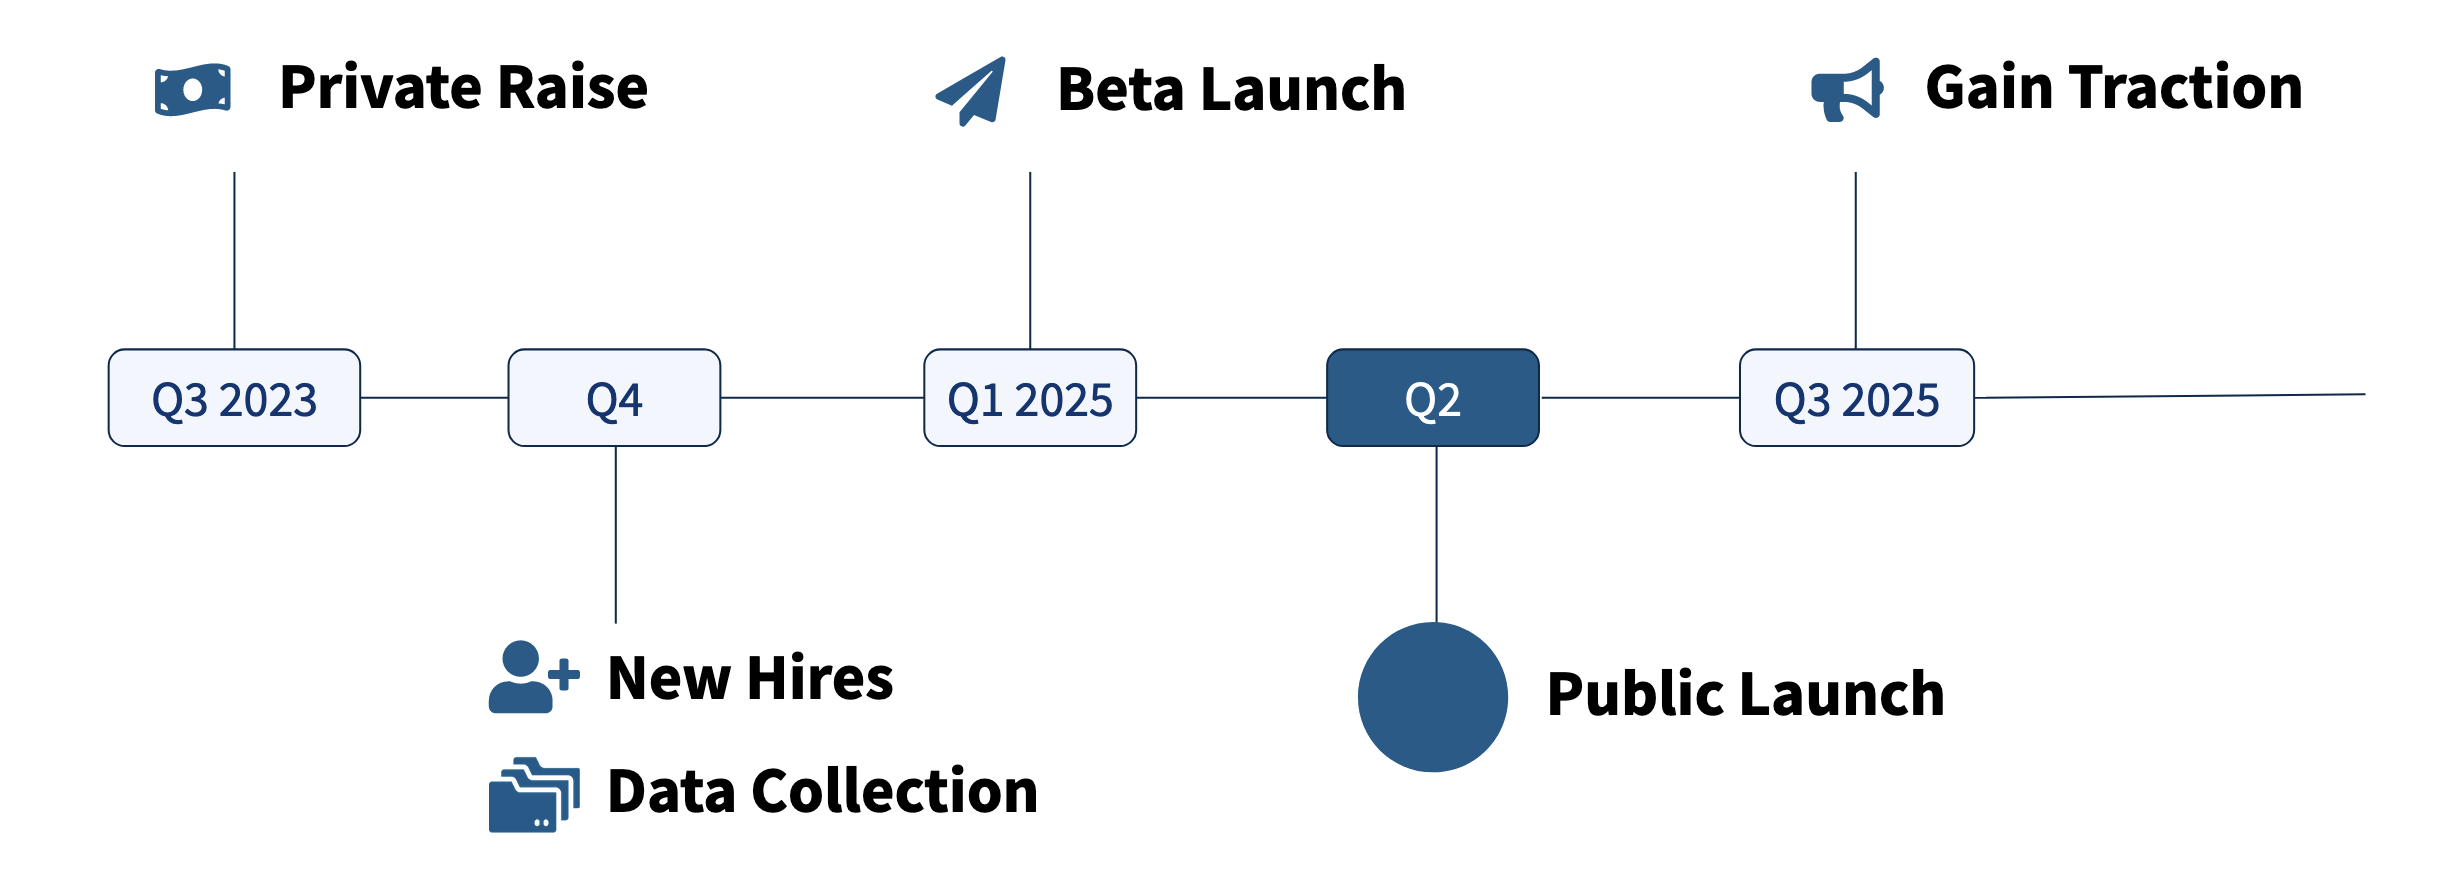 Private Raise
Beta Launch
Gain Traction
Q3 2023
Q4
Q1 2025
Q2
Q3 2025
New Hires
Public Launch
Data Collection